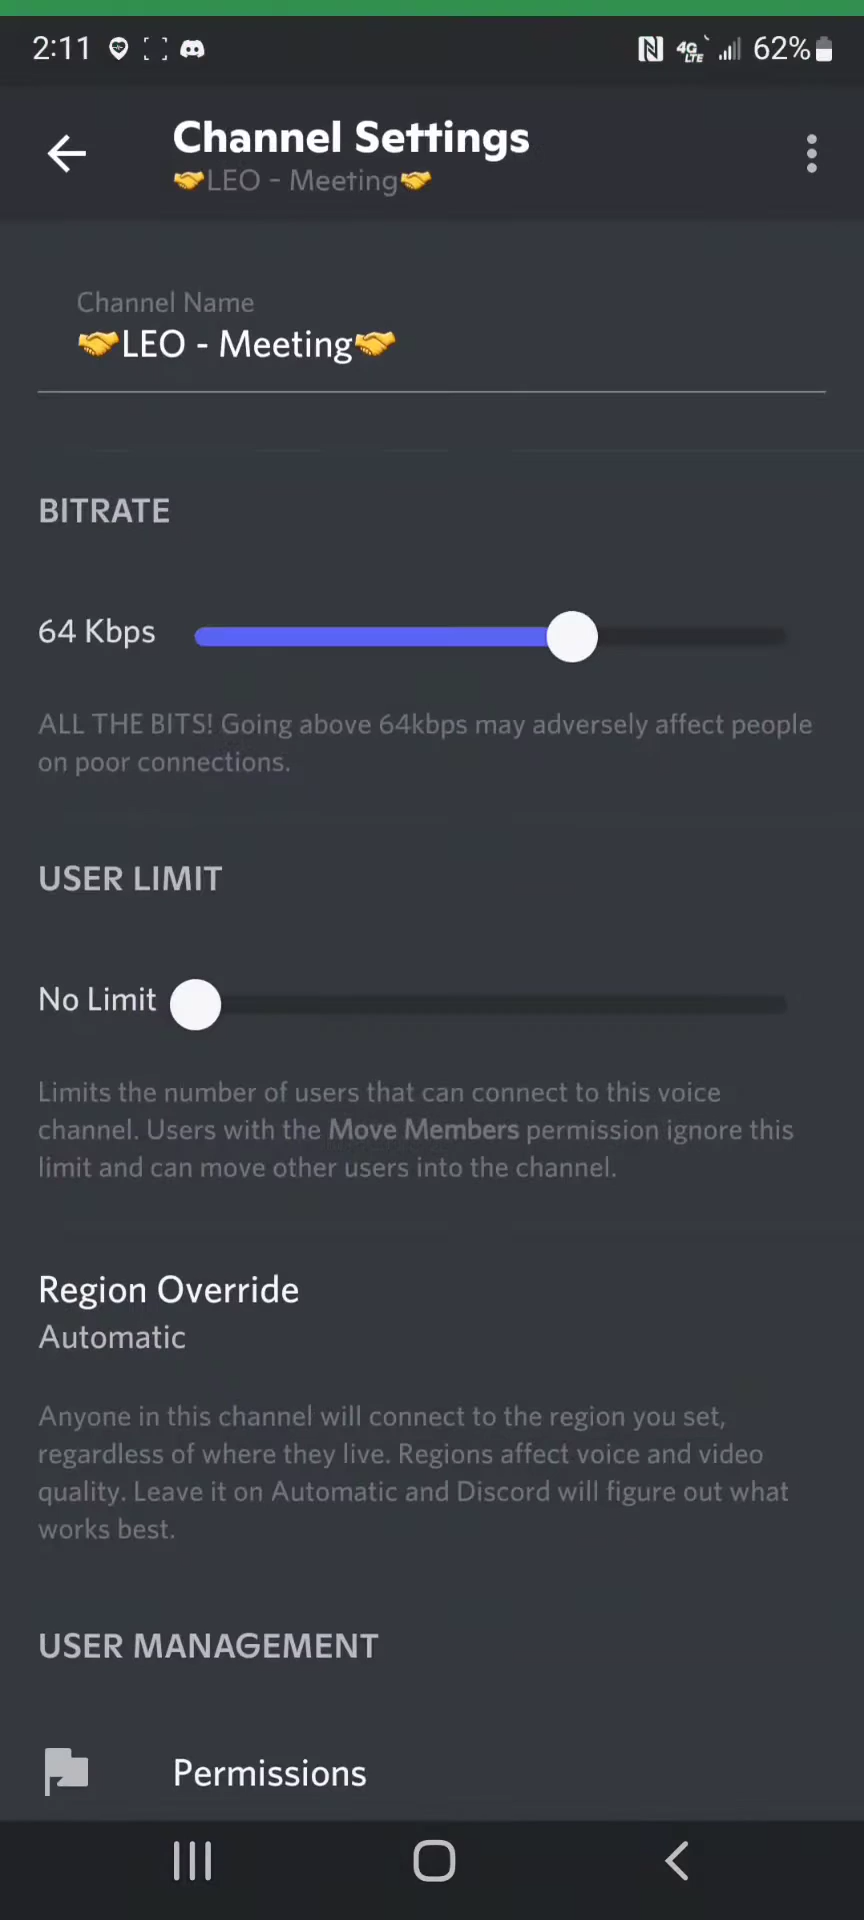 2:11 4G LTE 62%
Channel Settings
🤝LEO - Meeting🤝
Channel Name
🤝LEO - Meeting🤝
BITRATE
64 Kbps
ALL THE BITS! Going above 64kbps may adversely affect people
on poor connections.
USER LIMIT
No Limit
Limits the number of users that can connect to this voice
channel. Users with the Move Members permission ignore this
limit and can move other users into the channel.
Region Override
Automatic
Anyone in this channel will connect to the region you set,
regardless of where they live. Regions affect voice and video
quality. Leave it on Automatic and Discord will figure out what
works best.
USER MANAGEMENT
Permissions